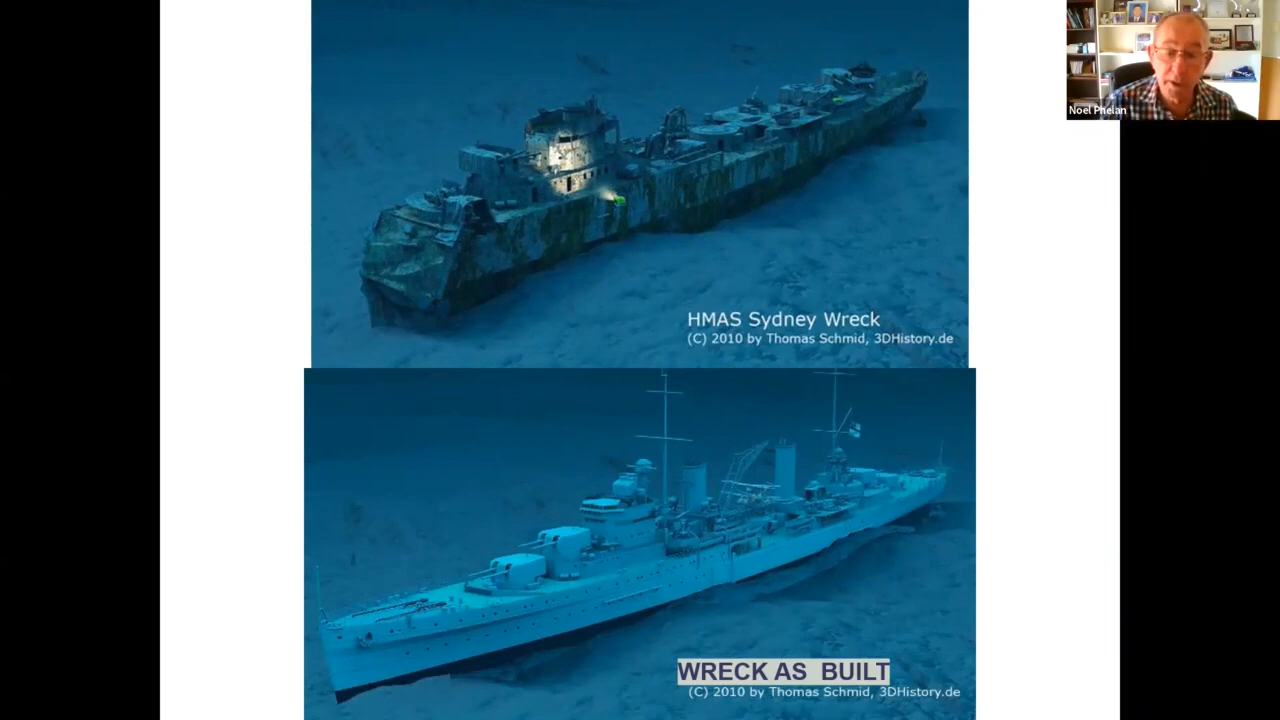 Noel Phelan
HMAS Sydney Wreck
(C) 2010 by Thomas Schmid, 3DHistory.de
WRECK AS BUILT
(C) 2010 by Thomas Schmid, 3DHistory.de